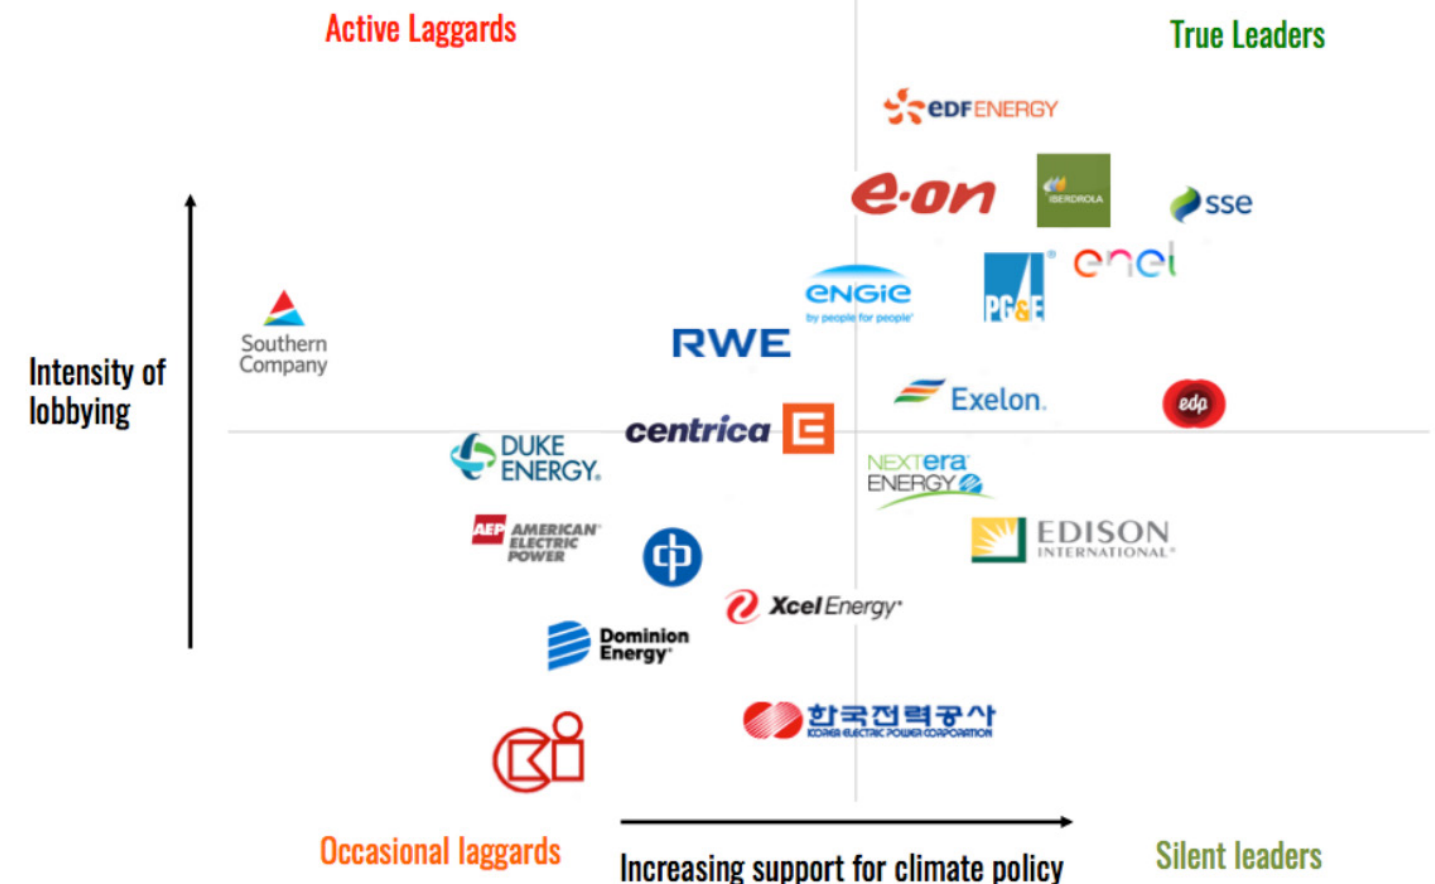 Active Laggards
True Leaders
eDF ENERGY
e·on
IBERDROLA
sse
enel
PG&E®
ENGIE
by people for people
RWE
Southern
Company
Intensity of
lobbying
Exelon.
edp
centrica
DUKE
ENERGY®
NEXTera
ENERGY
AEP AMERICAN
ELECTRIC
POWER
EDISON
INTERNATIONAL®
Xcel Energy®
Dominion
Energy®
한국전력공사
KOREA ELECTRIC POWER CORPORATION
Occasional laggards
Increasing support for climate policy
Silent leaders